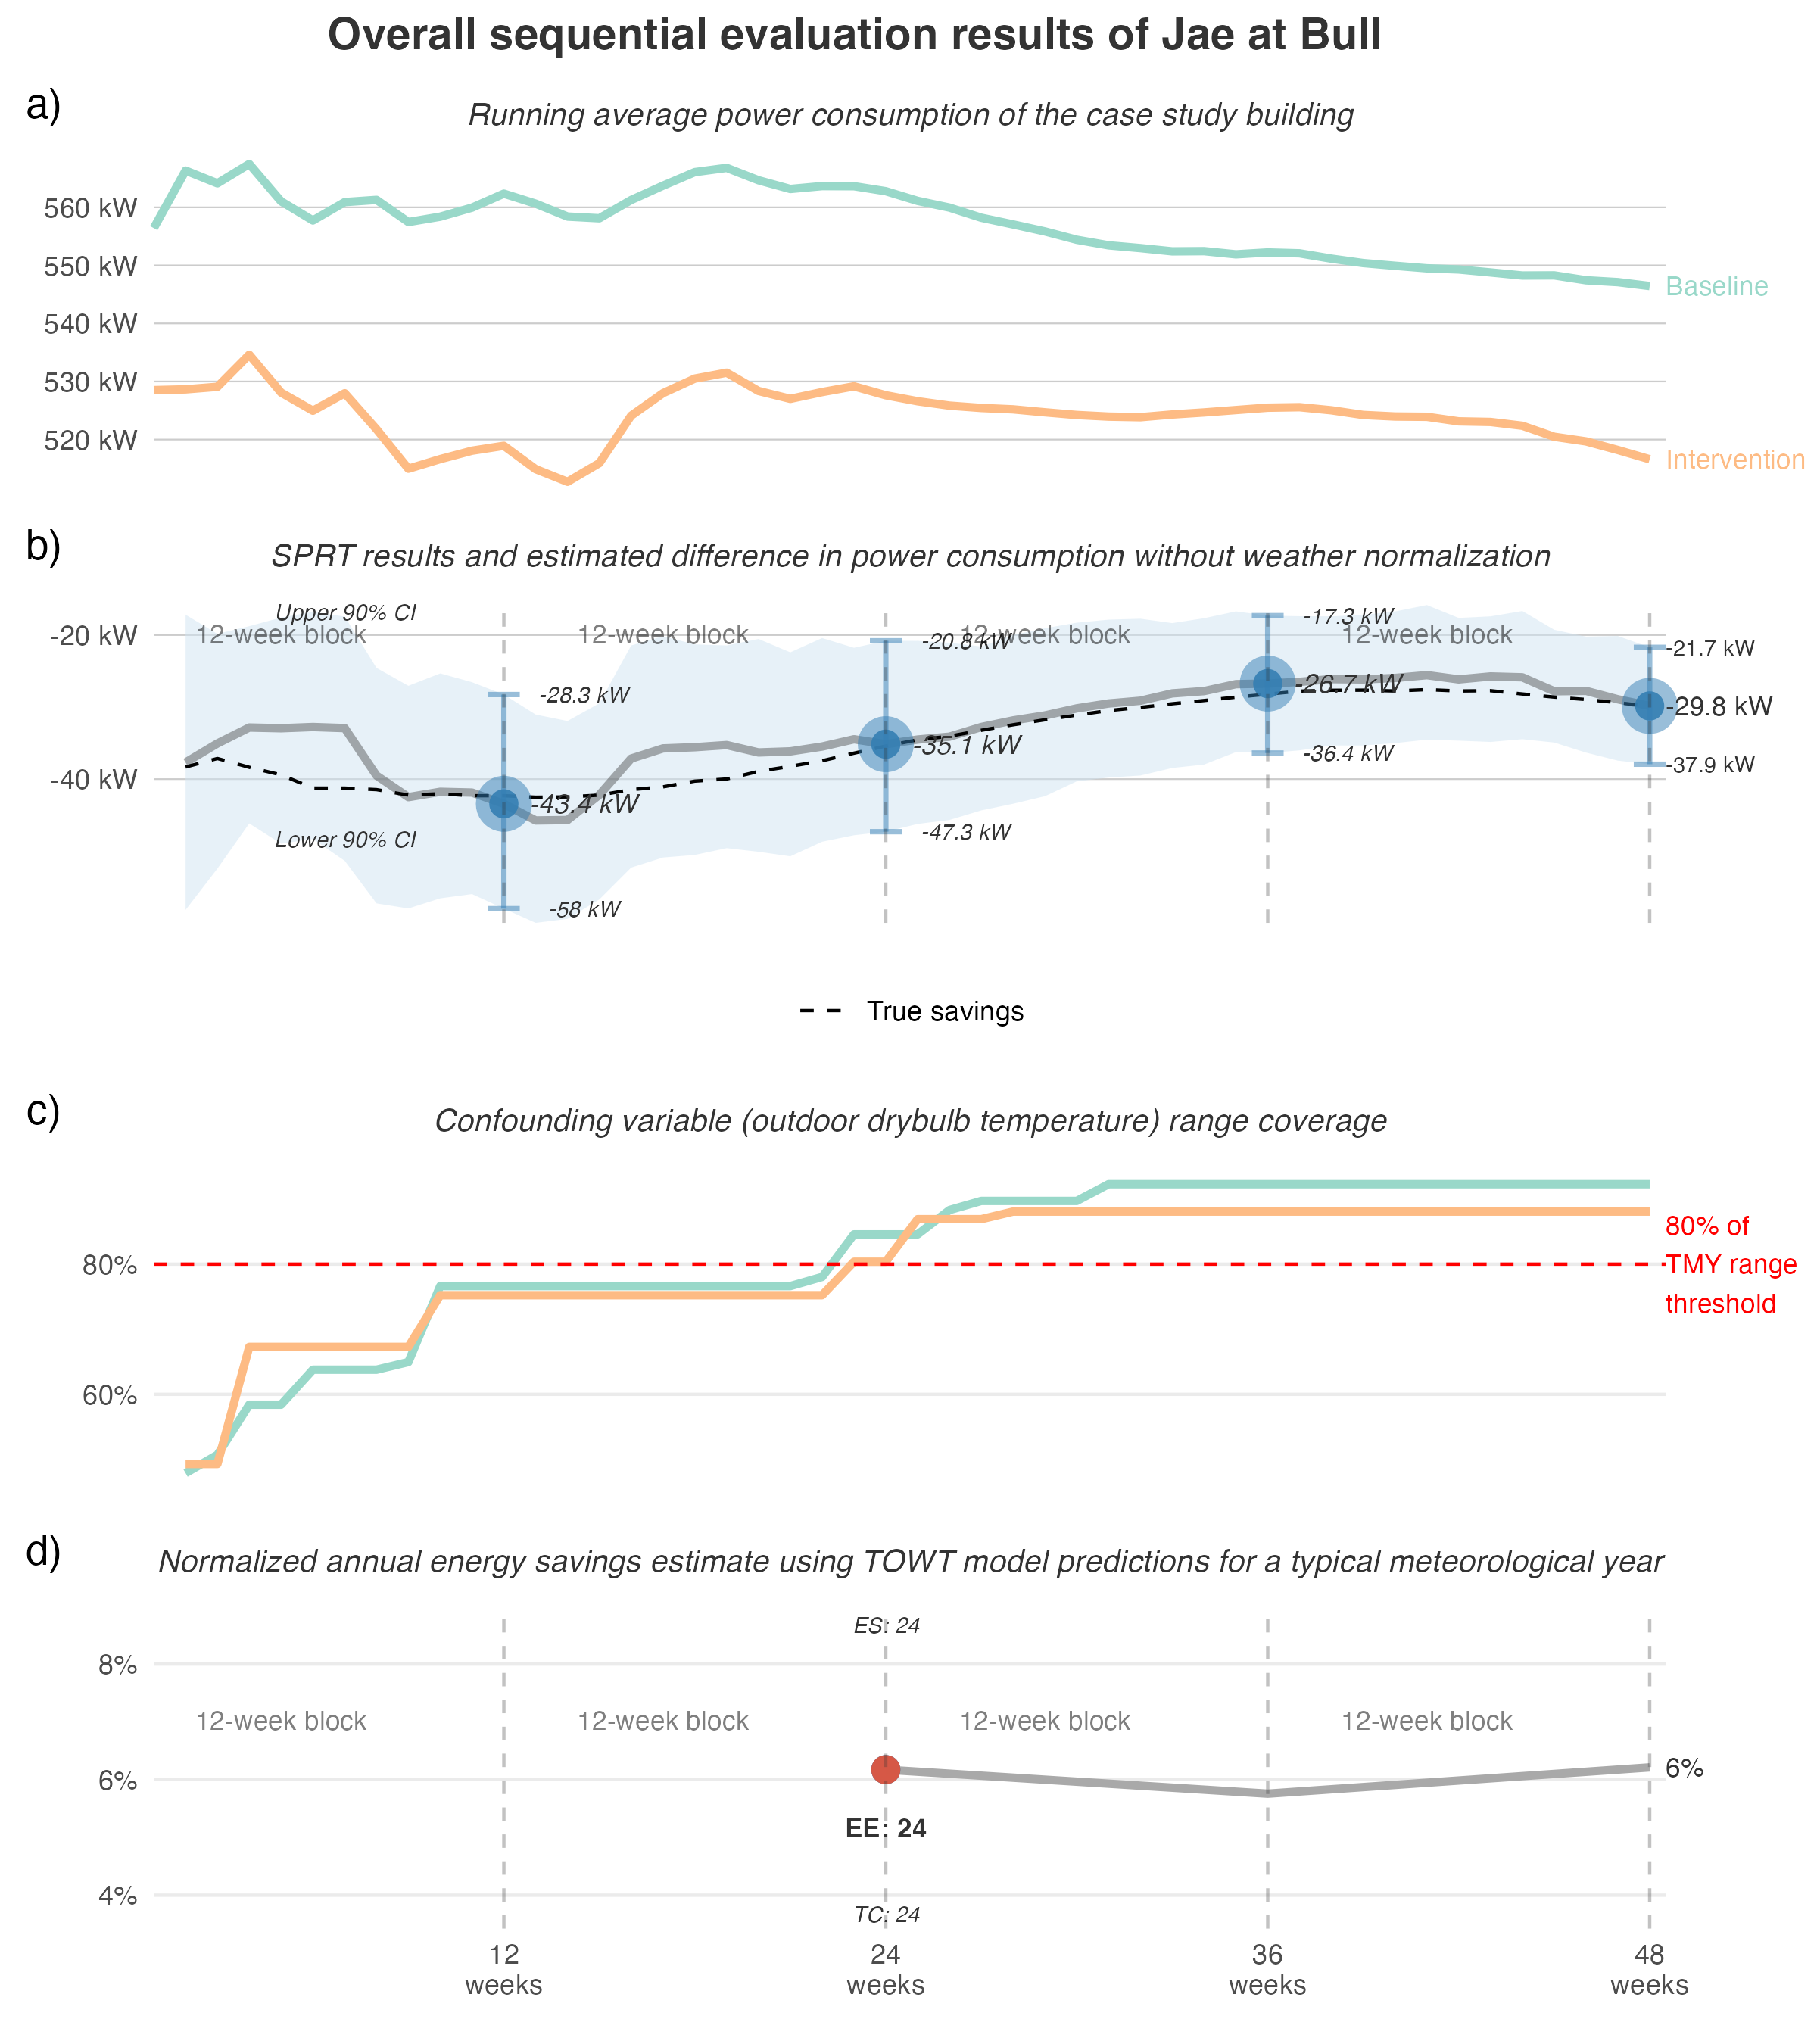 Overall sequential evaluation results of Jae at Bull
a)
Running average power consumption of the case study building
560 kW
550 kW
540 kW
530 kW
520 kW
Baseline
Intervention
b)
SPRT results and estimated difference in power consumption without weather normalization
Upper 90% CI
-20 kW
12-week block
12-week block
12-week block
12-week block
-17.3 kW
-20.8 kW
-21.7 kW
-28.3 kW
-26.7 kW
-29.8 kW
-35.1 kW
-36.4 kW
-37.9 kW
-40 kW
-43.4 kW
Lower 90% CI
-47.3 kW
-58 kW
True savings
c)
Confounding variable (outdoor drybulb temperature) range coverage
80%
60%
80% of
TMY range
threshold
d)
Normalized annual energy savings estimate using TOWT model predictions for a typical meteorological year
ES: 24
8%
12-week block
12-week block
12-week block
12-week block
6%
6%
EE: 24
4%
TC: 24
12
weeks
24
weeks
36
weeks
48
weeks